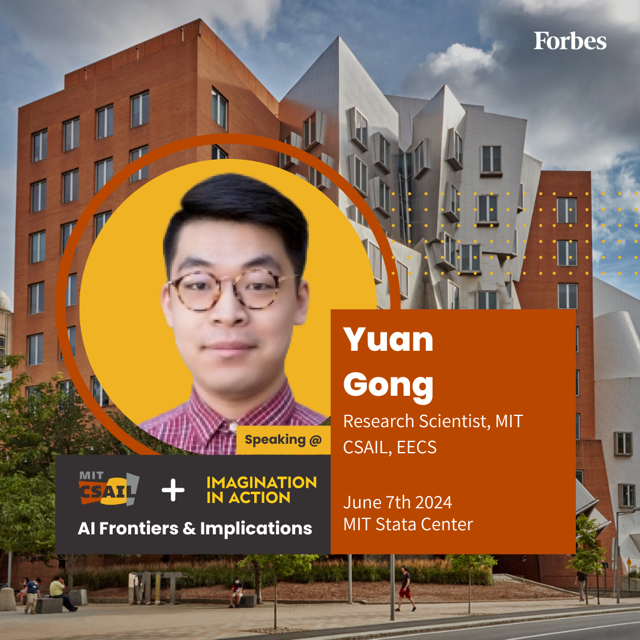 Forbes
Yuan
Gong
Research Scientist, MIT
CSAIL, EECS
June 7th 2024
MIT Stata Center
Speaking @
MIT
CSAIL
+
IMAGINATION
IN ACTION
AI Frontiers & Implications
MIT